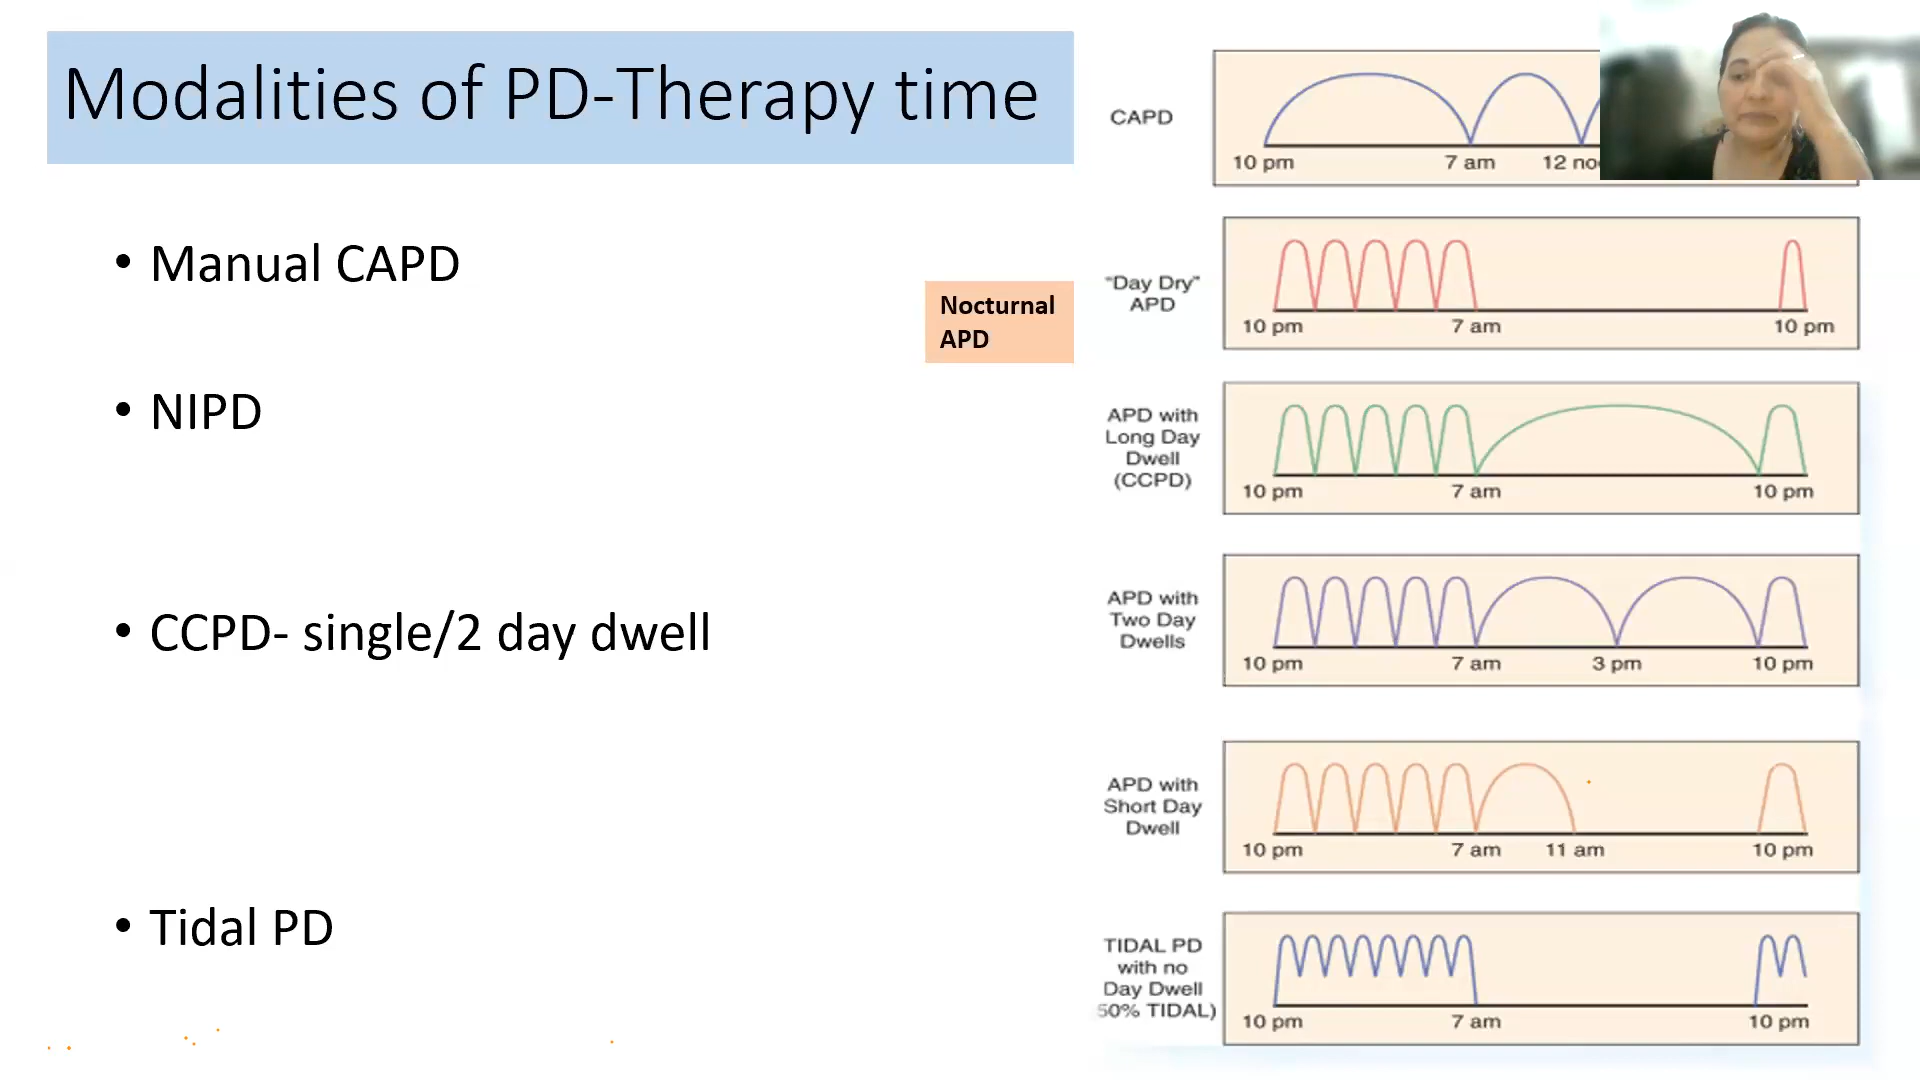 Modalities of PD-Therapy time
• Manual CAPD
• NIPD
• CCPD- single/2 day dwell
• Tidal PD
Nocturnal
APD
CAPD
10 pm 7 am 12
"Day Dry"
APD
10 pm 7 am 10 pm
APD with
Long Day
Dwell
(CCPD)
10 pm 7 am 10 pm
APD with
Two Day
Dwells
10 pm 7 am 3 pm 10 pm
APD with
Short Day
Dwell
10 pm 7 am 11 am 10 pm
TIDAL PD
with no
Day Dwell
50% TIDAL)
10 pm 7 am 10 pm